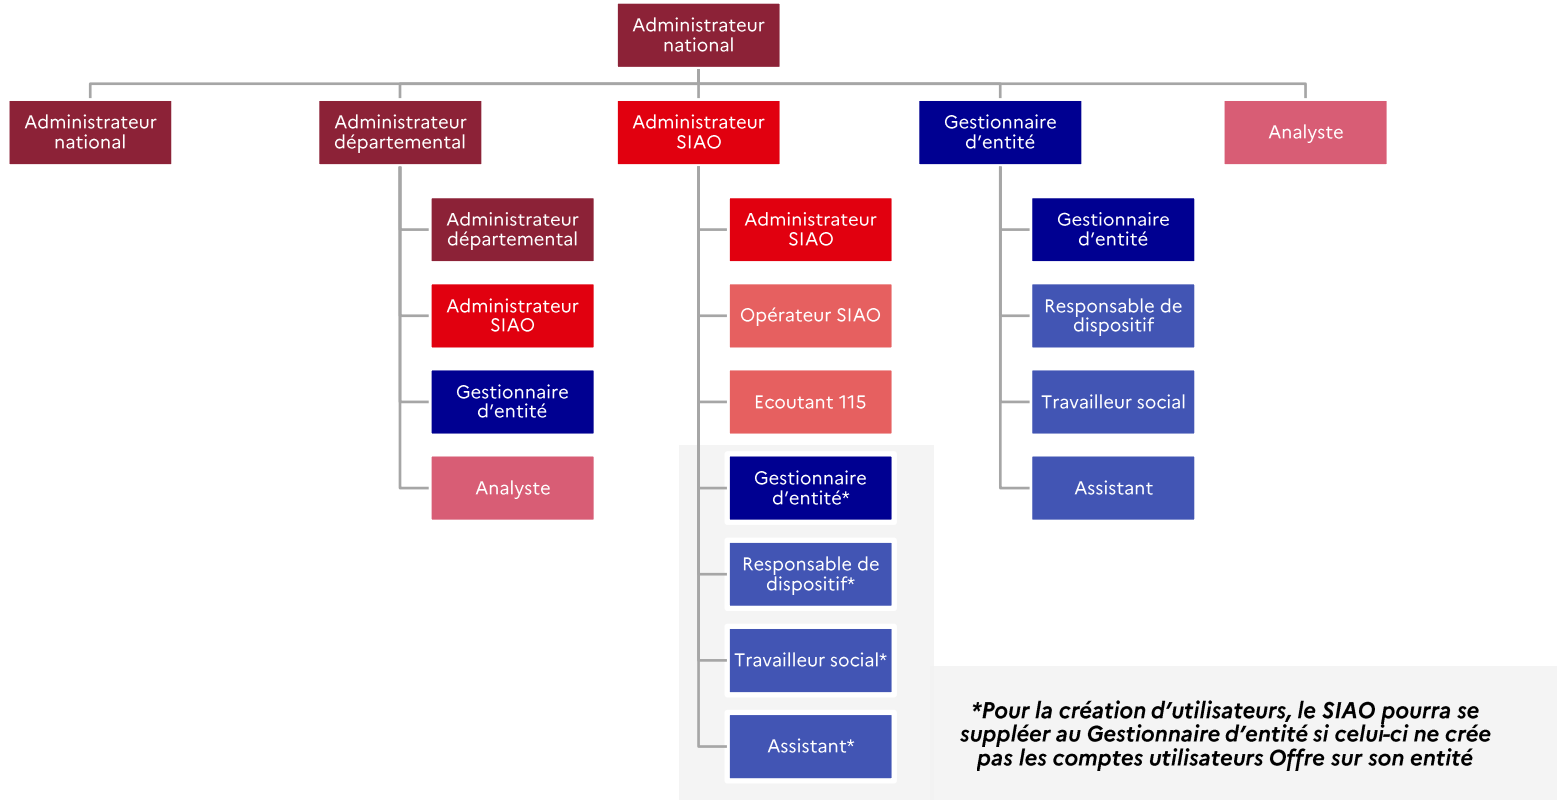 Administrateur
national
Administrateur
national
Administrateur
départemental
Administrateur
SIAO
Gestionnaire
d'entité
Analyste
Administrateur
départemental
Administrateur
SIAO
Gestionnaire
d'entité
Analyste
Administrateur
SIAO
Opérateur SIAO
Ecoutant 115
Gestionnaire
d'entité*
Responsable de
dispositif*
Travailleur social*
Assistant*
Gestionnaire
d'entité
Responsable de
dispositif
Travailleur social
Assistant
*Pour la création d'utilisateurs, le SIAO pourra se
suppléer au Gestionnaire d'entité si celui-ci ne crée
pas les comptes utilisateurs Offre sur son entité